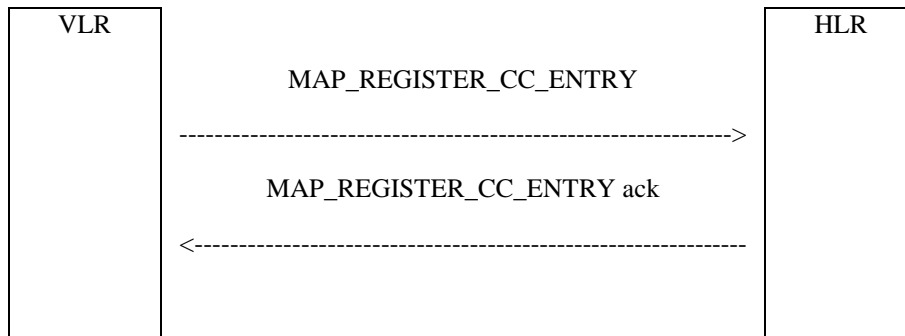 VLR HLR
MAP_REGISTER_CC_ENTRY
--------------------------------------------------------------->
MAP_REGISTER_CC_ENTRY ack
<---------------------------------------------------------------